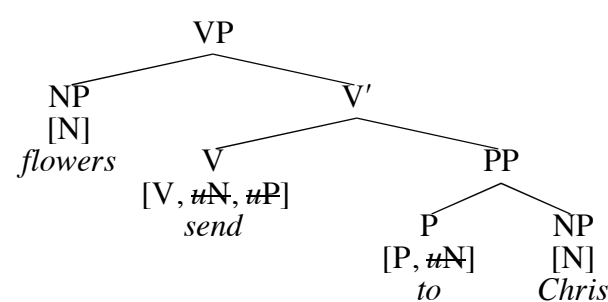 VP
NP V′
[N]
flowers V PP
[V, uN, uP]
send P NP
[P, uN] [N]
to Chris